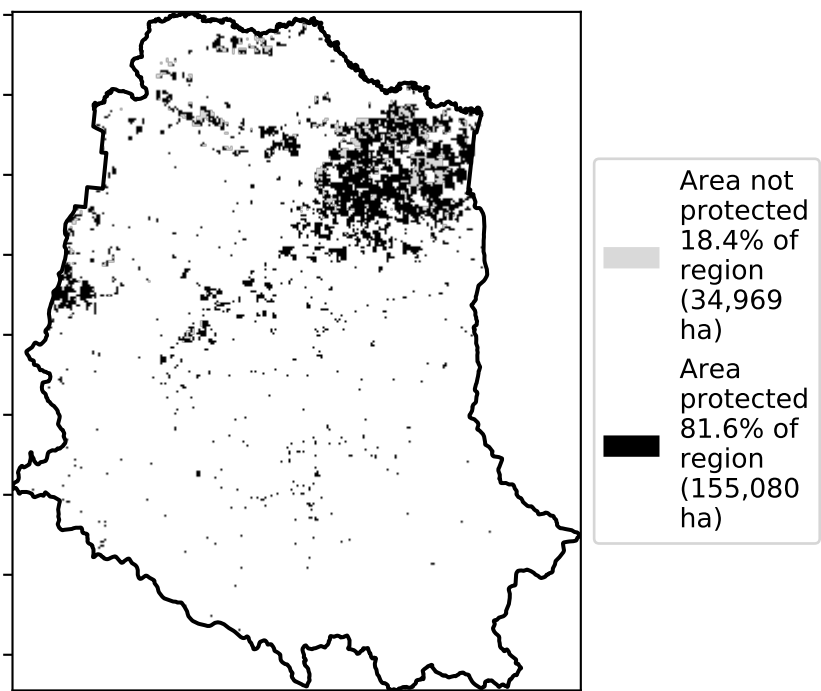 Area not
protected
18.4% of
region
(34,969
ha)
Area
protected
81.6% of
region
(155,080
ha)